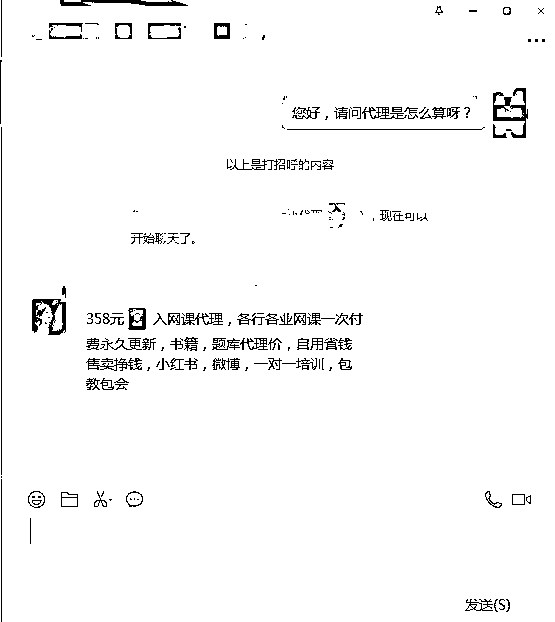 您好，请问代理是怎么算呀？
以上是打招呼的内容
，现在可以
开始聊天了。
358元 入网课代理，各行各业网课一次付
费永久更新，书籍，题库代理价，自用省钱
售卖挣钱，小红书，微博，一对一培训，包
教包会
发送(S)